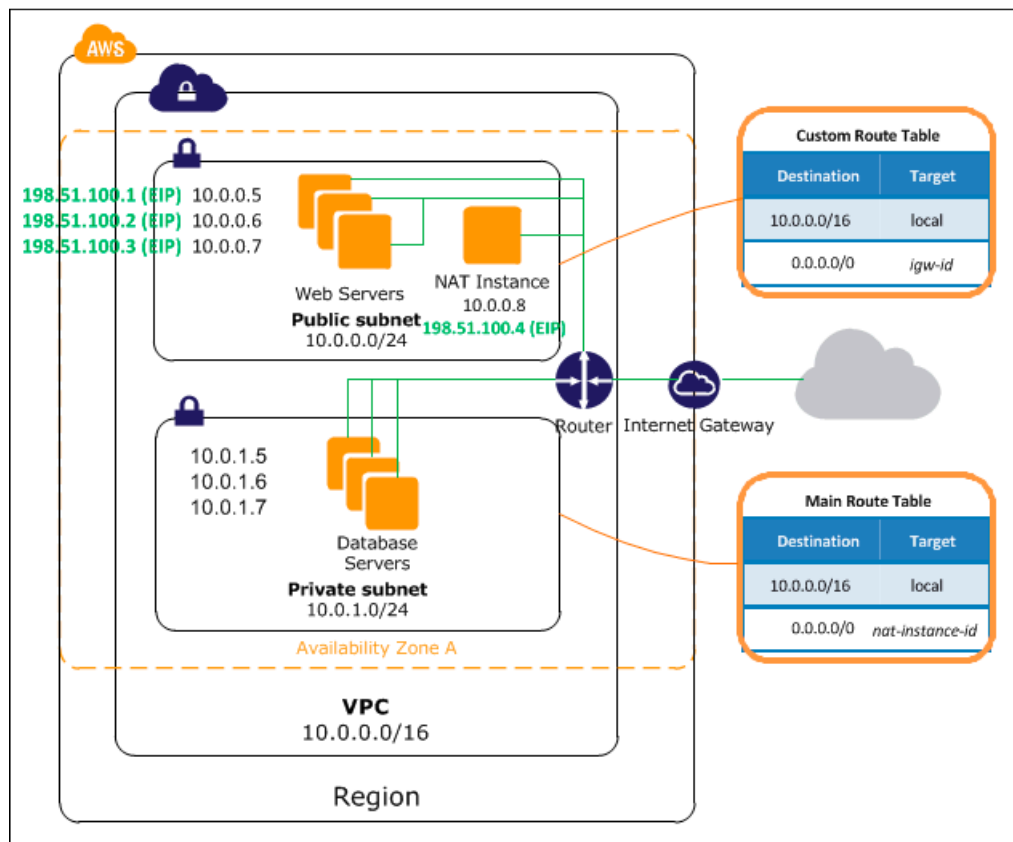 AWS
198.51.100.1 (EIP) 10.0.0.5
198.51.100.2 (EIP) 10.0.0.6
198.51.100.3 (EIP) 10.0.0.7
Web Servers
NAT Instance
10.0.0.8
198.51.100.4 (EIP)
Public subnet
10.0.0.0/24
Custom Route Table
Destination Target
10.0.0.0/16 local
0.0.0.0/0 igw-id
Router
Internet Gateway
10.0.1.5
10.0.1.6
10.0.1.7
Database
Servers
Private subnet
10.0.1.0/24
Main Route Table
Destination Target
10.0.0.0/16 local
0.0.0.0/0 nat-instance-id
Availability Zone A
VPC
10.0.0.0/16
Region